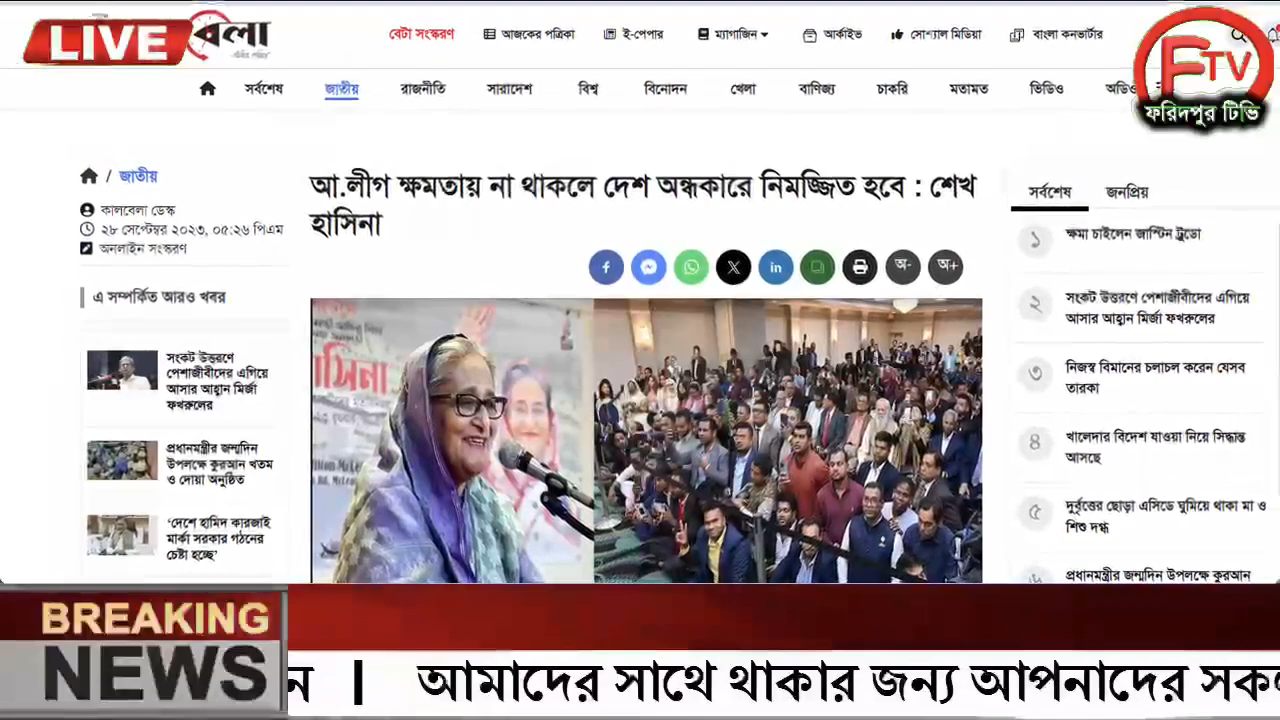 LIVE
বেলা
বেটা সংস্করণ
আজকের পত্রিকা
ই-পেপার
ম্যাগাজিন
আর্কাইভ
সোশ্যাল মিডিয়া
বাংলা কনভার্টার
FTV
ফরিদপুর টিভি
সর্বশেষ
জাতীয়
রাজনীতি
সারাদেশ
বিশ্ব
বিনোদন
খেলা
বাণিজ্য
চাকরি
মতামত
ভিডিও
অডিও
/ জাতীয়
কালবেলা ডেস্ক
২৮ সেপ্টেম্বর ২০২৩, ০৫:২৬ পিএম
অনলাইন সংস্করণ
এ সম্পর্কিত আরও খবর
সংকট উত্তরণে
পেশাজীবীদের এগিয়ে
আসার আহ্বান মির্জা
ফখরুলের
প্রধানমন্ত্রীর জন্মদিন
উপলক্ষে কুরআন খতম
ও দোয়া অনুষ্ঠিত
‘দেশে হামিদ কারজাই
মার্কা সরকার গঠনের
চেষ্টা হচ্ছে’
আ.লীগ ক্ষমতায় না থাকলে দেশ অন্ধকারে নিমজ্জিত হবে : শেখ
হাসিনা
অ-
অ+
াসিনা
সর্বশেষ
জনপ্রিয়
১
ক্ষমা চাইলেন জাস্টিন ট্রুডো
২
সংকট উত্তরণে পেশাজীবীদের এগিয়ে
আসার আহ্বান মির্জা ফখরুলের
৩
নিজস্ব বিমানের চলাচল করেন যেসব
তারকা
৪
খালেদার বিদেশ যাওয়া নিয়ে সিদ্ধান্ত
আসছে
৫
দুর্বৃত্তের ছোড়া এসিডে ঘুমিয়ে থাকা মা ও
শিশু দগ্ধ
৬
প্রধানমন্ত্রীর জন্মদিন উপলক্ষে কুরআন
BREAKING
NEWS
ন | আমাদের সাথে থাকার জন্য আপনাদের সকল